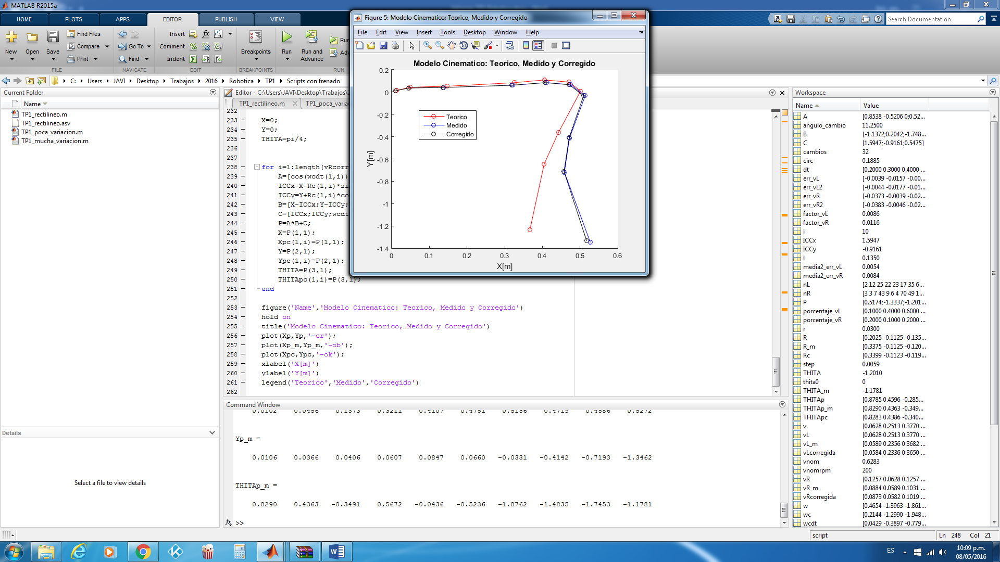 MATLAB R2015a
HOME PLOTS APPS EDITOR PUBLISH VIEW
Search Documentation
New Open Save Find Files Compare Print
Go To Find
Insert Comment Indent
Breakpoints
Run Run and Advance
FILE NAVIGATE EDIT BREAKPOINTS RUN
C: Users JAVI Desktop Trabajos 2016 Robotica TP1 Scripts con frenado
Current Folder
Name
TP1_rectilineo.m
TP1_rectilineo.asv
TP1_poca_variacion.m
TP1_mucha_variacion.m
Details
Select a file to view details
Editor - C:\Users\JAVI\Desktop\Trabajos\
TP1_rectilineo.m
232
233 X=0;
234 Y=0;
235 THITA=pi/4;
236
237
238 for i=1:length(vRcorr
239 A=[cos(wcdt(1,i))
240 ICCx=X-Rc(1,i)*si
241 ICCy=Y+Rc(1,i)*co
242 B=[X-ICCx;Y-ICCy;
243 C=[ICCx;ICCy;wcdt
244 P=A*B+C;
245 X=P(1,1);
246 Xpc(1,i)=P(1,1);
247 Y=P(2,1);
248 Ypc(1,i)=P(2,1);
249 THITA=P(3,1);
250 THITApc(1,i)=P(3,1);
251 end
252
253 figure('Name','Modelo Cinematico: Teorico, Medido y Corregido')
254 hold on
255 -
627 title('Modelo Cinematico: Teorico, Medido y Corregido')
256 plot(Xp,Yp,'-or');
257 plot(Xp_m,Yp_m,'-ob');
258 plot(Xpc,Ypc,'-ok');
259 xlabel('X[m]')
260 ylabel('Y[m]')
261 legend('Teorico','Medido','Corregido')
262
Figure 5: Modelo Cinematico: Teorico, Medido y Corregido
File Edit View Insert Tools Desktop Window Help
Modelo Cinematico: Teorico, Medido y Corregido
0.2
0
-0.2
-0.4
-0.6
-0.8
-1
-1.2
-1.4
Y[m]
Teorico
Medido
Corregido
0 0.1 0.2 0.3 0.4 0.5 0.6
X[m]
Command Window
0.0102 0.0456 0.1373 0.3211 0.4107 0.4751 0.5136 0.4719 0.4586 0.5272
Yp_m =
0.0106 0.0366 0.0406 0.0607 0.0847 0.0660 -0.0331 -0.4142 -0.7193 -1.3462
THITAp_m =
0.8290 0.4363 -0.3491 0.5672 -0.0436 -0.5236 -1.8762 -1.4835 -1.7453 -1.1781
fx >>
Workspace
Name Value
A [0.8538 -0.5206 0;0.52...
angulo_cambio 11.2500
B [-1.1372;0.2042;-1.748...
C [1.5947;-0.9161;0.5475]
cambios 32
circ 0.1885
dt [0.2000 0.3000 0.4000 ...
err_vL [-0.0039 -0.0157 -0.00...
err_vL2 [-0.0044 -0.0177 -0.01...
err_vR [-0.0373 -0.0039 -0.02...
err_vR2 [-0.0383 -0.0046 -0.02...
factor_vL 0.0086
factor_vR 0.0116
i 10
ICCx 1.5947
ICCy -0.9161
l 0.1350
media2_err_vL 0.0054
media2_err_vR 0.0084
nL [2 12 25 22 23 17 35 6...
nR [3 3 7 43 9 6 4 70 49 1...
P [0.5174;-1.3337;-1.201...
porcentaje_vL [0.1000 0.4000 0.6000 ...
porcentaje_vR [0.2000 0.1000 0.2000 ...
r 0.0300
R [0.2025 -0.1125 -0.135...
R_m [0.3375 -0.1125 -0.120...
Rc [0.3399 -0.1123 -0.119...
step 0.0059
THITA -1.2010
thita0 0
THITA_m -1.1781
THITAp [0.8785 0.4596 -0.285...
THITAp_m [0.8290 0.4363 -0.349...
THITApc [0.8283 0.4386 -0.340...
v [0.0628 0.2513 0.3770 ...
vL [0.0628 0.2513 0.3770 ...
vL_m [0.0589 0.2356 0.3682 ...
vLcorregida [0.0584 0.2336 0.3650 ...
vnom 0.6283
vnomrpm 200
vR [0.1257 0.0628 0.1257 ...
vR_m [0.0884 0.0589 0.1031 ...
vRcorregida [0.0873 0.0582 0.1019 ...
w [0.4654 -1.3963 -1.861...
wc [0.2144 -1.2990 -1.948...
wcdt [0.0429 -0.3897 -0.779...
script Ln 248 Col 21
ES 10:09 p.m.
08/05/2016